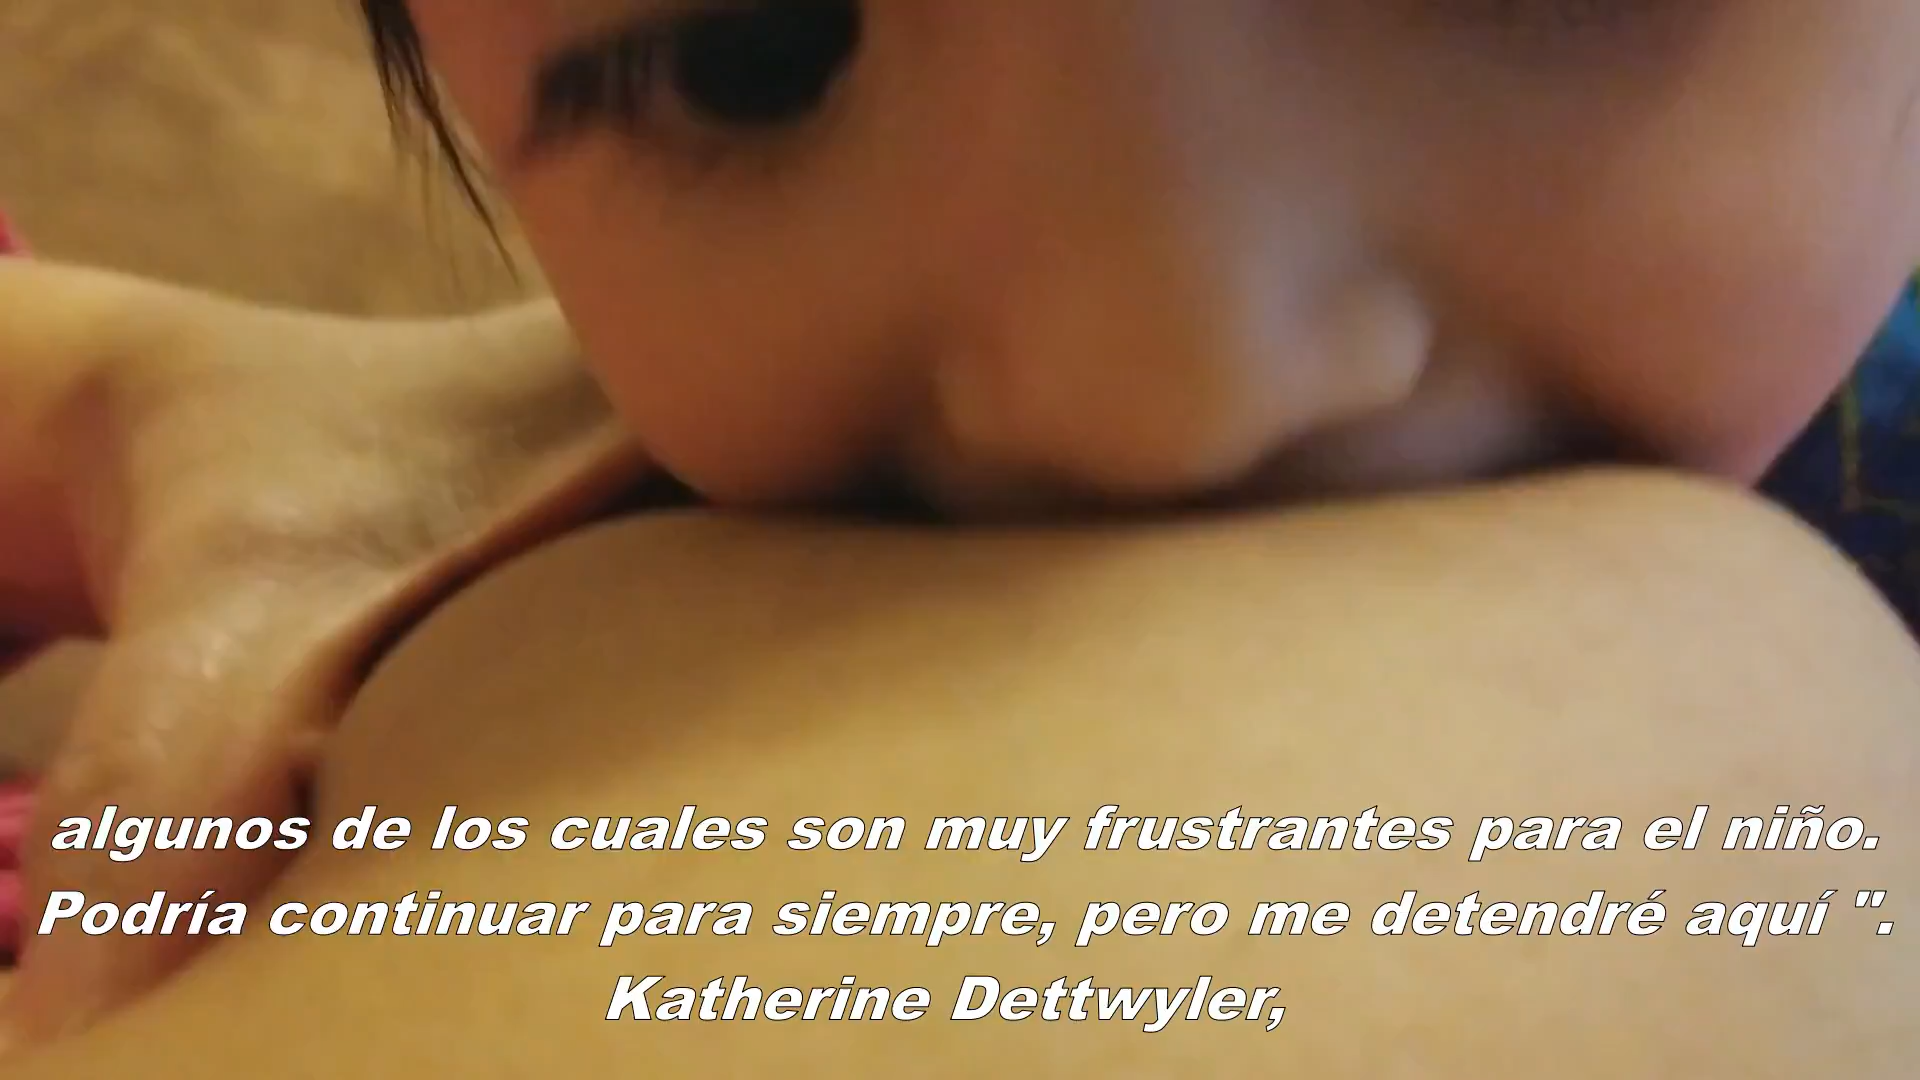 algunos de los cuales son muy frustrantes para el niño.
Podría continuar para siempre, pero me detendré aquí ".
Katherine Dettwyler,